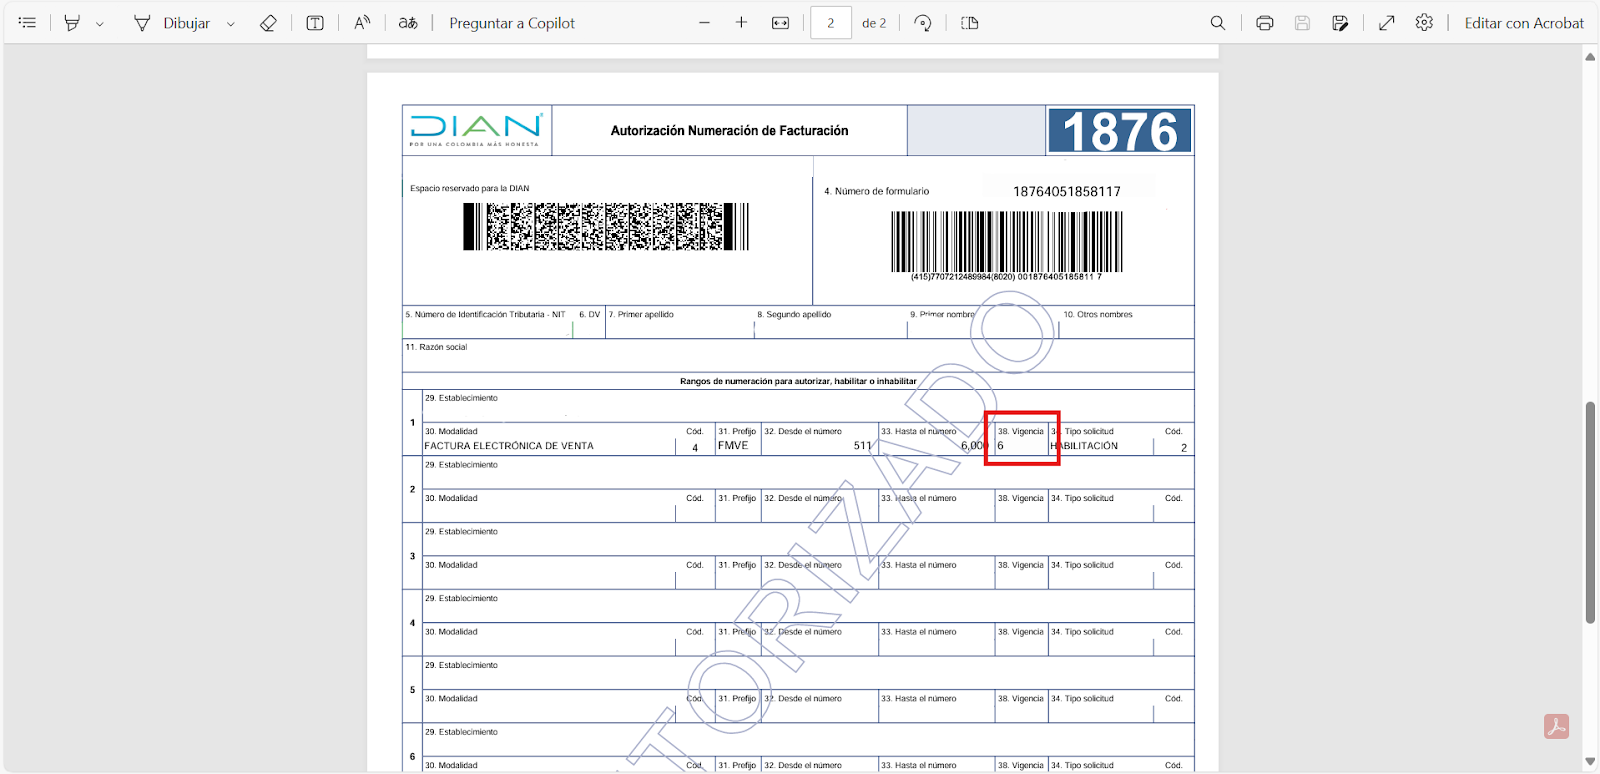 Dibujar
T
A
aあ
Preguntar a Copilot
2
de 2
Editar con Acrobat
DIAN
POR UNA COLOMBIA MÁS HONESTA
Autorización Numeración de Facturación
1876
Espacio reservado para la DIAN
4. Número de formulario
18764051858117
(415)7707212489984(8020) 001876405185811 7
5. Número de Identificación Tributaria - NIT
6. DV
7. Primer apellido
8. Segundo apellido
9. Primer nombre
10. Otros nombres
11. Razón social
Rangos de numeración para autorizar, habilitar o inhabilitar
1
29. Establecimiento
30. Modalidad Cód. 31. Prefijo 32. Desde el número 33. Hasta el número 38. Vigencia 34. Tipo solicitud Cód.
FACTURA ELECTRÓNICA DE VENTA 4 FMVE 511 6,000 6 HABILITACIÓN 2
2
29. Establecimiento
30. Modalidad Cód. 31. Prefijo 32. Desde el número 33. Hasta el número 38. Vigencia 34. Tipo solicitud Cód.
3
29. Establecimiento
30. Modalidad Cód. 31. Prefijo 32. Desde el número 33. Hasta el número 38. Vigencia 34. Tipo solicitud Cód.
4
29. Establecimiento
30. Modalidad Cód. 31. Prefijo 32. Desde el número 33. Hasta el número 38. Vigencia 34. Tipo solicitud Cód.
5
29. Establecimiento
30. Modalidad Cód. 31. Prefijo 32. Desde el número 33. Hasta el número 38. Vigencia 34. Tipo solicitud Cód.
6
29. Establecimiento
30. Modalidad Cód. 31. Prefijo 32. Desde el número 33. Hasta el número 38. Vigencia 34. Tipo solicitud Cód.
TORIZADO